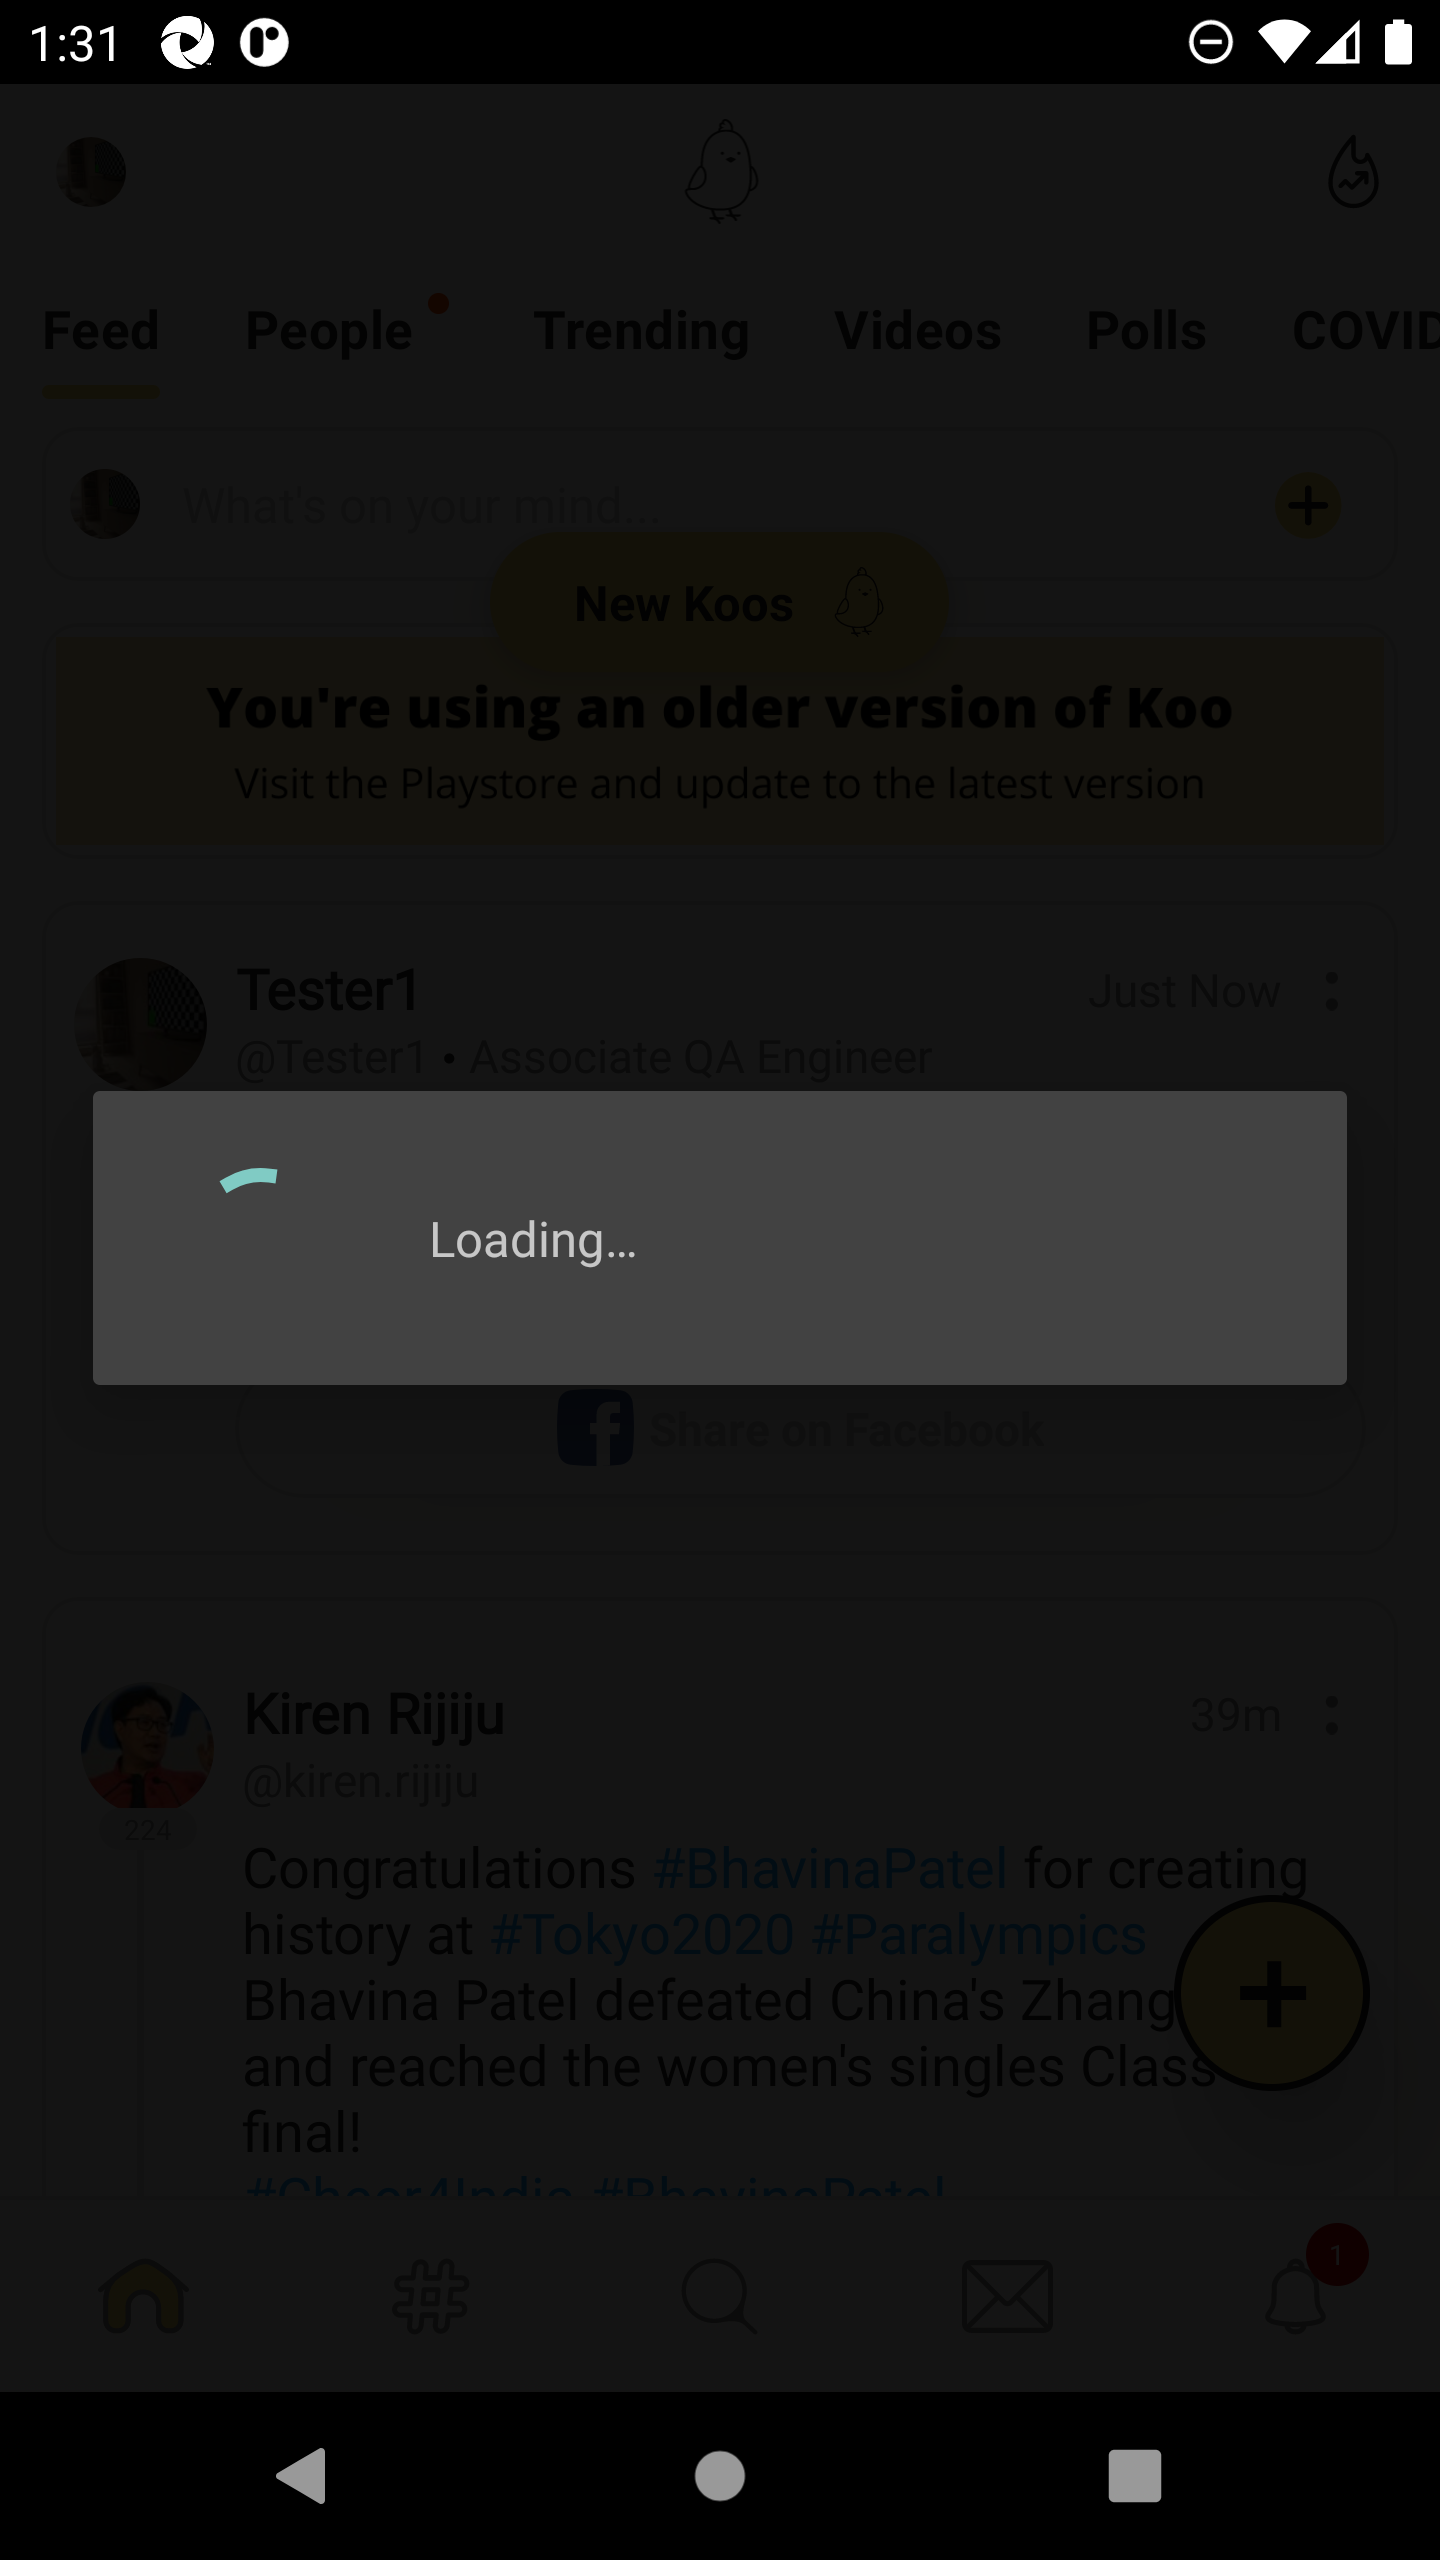 1:31
Feed People Trending Videos Polls COVID
What's on your mind...
New Koos
You're using an older version of Koo
Visit the Playstore and update to the latest version
Tester1 Just Now
@Tester1 • Associate QA Engineer
Loading…
Share on Facebook
Kiren Rijiju 39m
@kiren.rijiju
224
Congratulations #BhavinaPatel for creating
history at #Tokyo2020 #Paralympics
Bhavina Patel defeated China's Zhang
and reached the women's singles Class
final!
#Cheer4India #BhavinaPatel
1